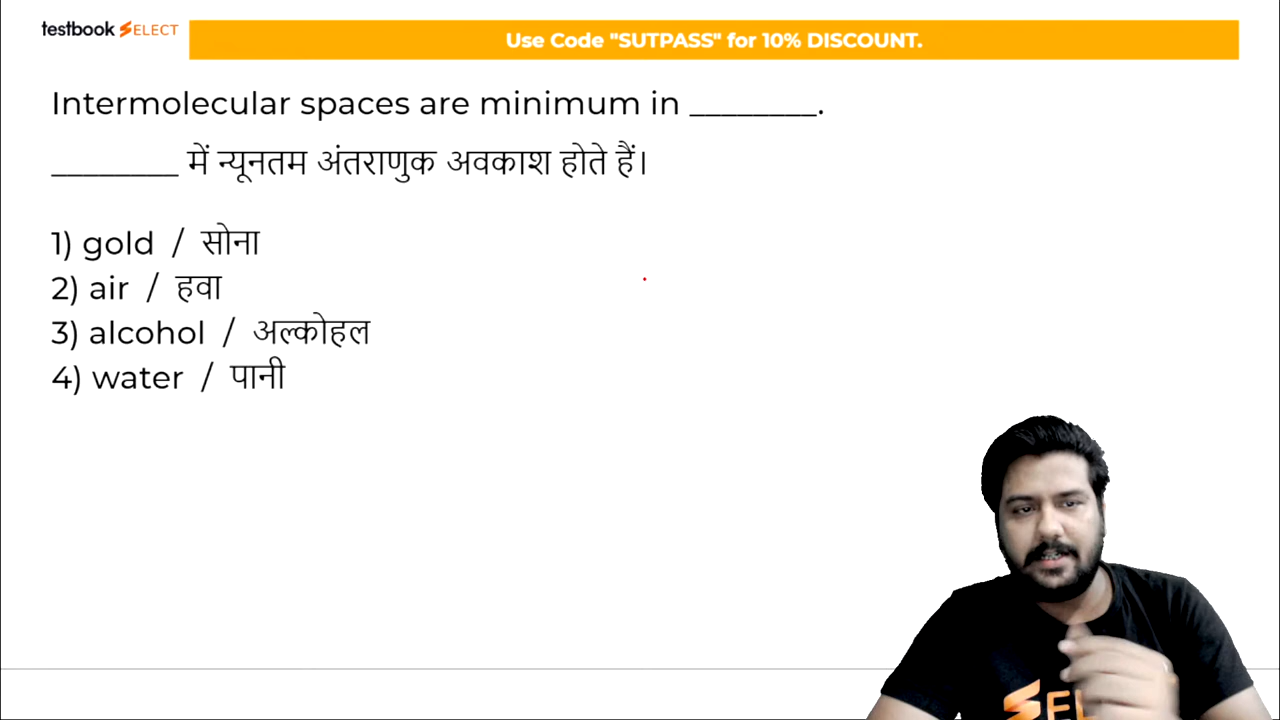 testbook SELECT
Use Code "SUTPASS" for 10% DISCOUNT.
Intermolecular spaces are minimum in ________.
________ में न्यूनतम अंतराणुक अवकाश होते हैं।
1) gold / सोना
2) air / हवा
3) alcohol / अल्कोहल
4) water / पानी
SEL